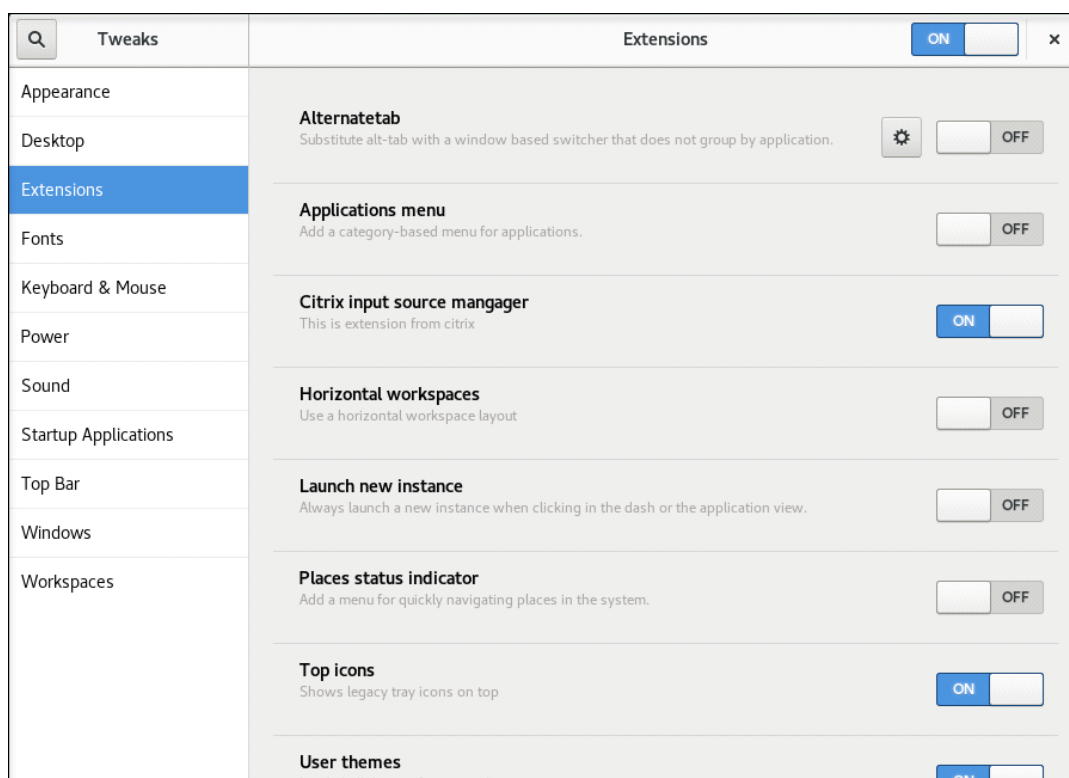 Tweaks
Extensions
ON
Appearance
Desktop
Extensions
Fonts
Keyboard & Mouse
Power
Sound
Startup Applications
Top Bar
Windows
Workspaces
Alternatetab
Substitute alt-tab with a window based switcher that does not group by application.
OFF
Applications menu
Add a category-based menu for applications.
OFF
Citrix input source mangager
This is extension from citrix
ON
Horizontal workspaces
Use a horizontal workspace layout
OFF
Launch new instance
Always launch a new instance when clicking in the dash or the application view.
OFF
Places status indicator
Add a menu for quickly navigating places in the system.
OFF
Top icons
Shows legacy tray icons on top
ON
User themes
ON